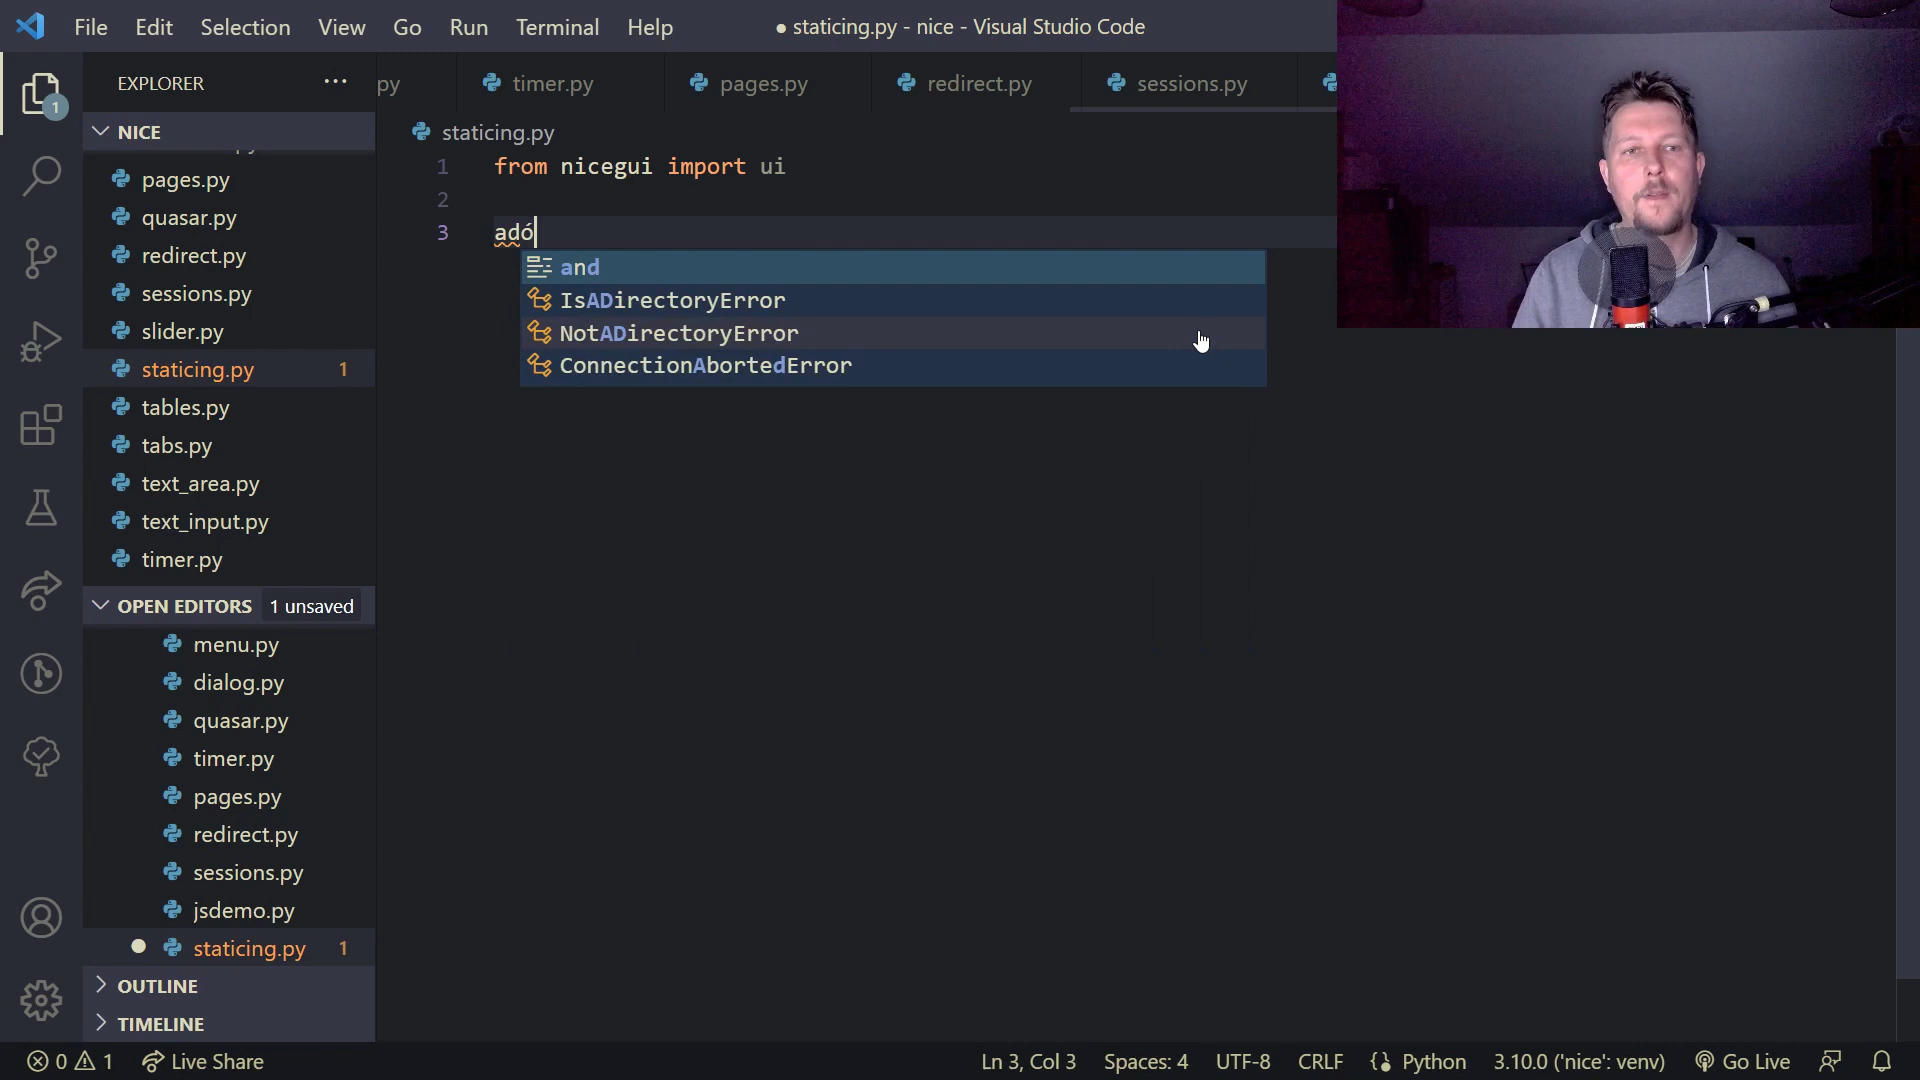 File Edit Selection View Go Run Terminal Help
● staticing.py - nice - Visual Studio Code
EXPLORER ···
py timer.py pages.py redirect.py sessions.py
1
NICE
pages.py
quasar.py
redirect.py
sessions.py
slider.py
staticing.py 1
tables.py
tabs.py
text_area.py
text_input.py
timer.py
OPEN EDITORS 1 unsaved
menu.py
dialog.py
quasar.py
timer.py
pages.py
redirect.py
sessions.py
jsdemo.py
staticing.py 1
OUTLINE
TIMELINE
staticing.py
1 from nicegui import ui
2
3 adó
and
IsADirectoryError
NotADirectoryError
ConnectionAbortedError
0 1 Live Share
Ln 3, Col 3 Spaces: 4 UTF-8 CRLF Python 3.10.0 ('nice': venv) Go Live